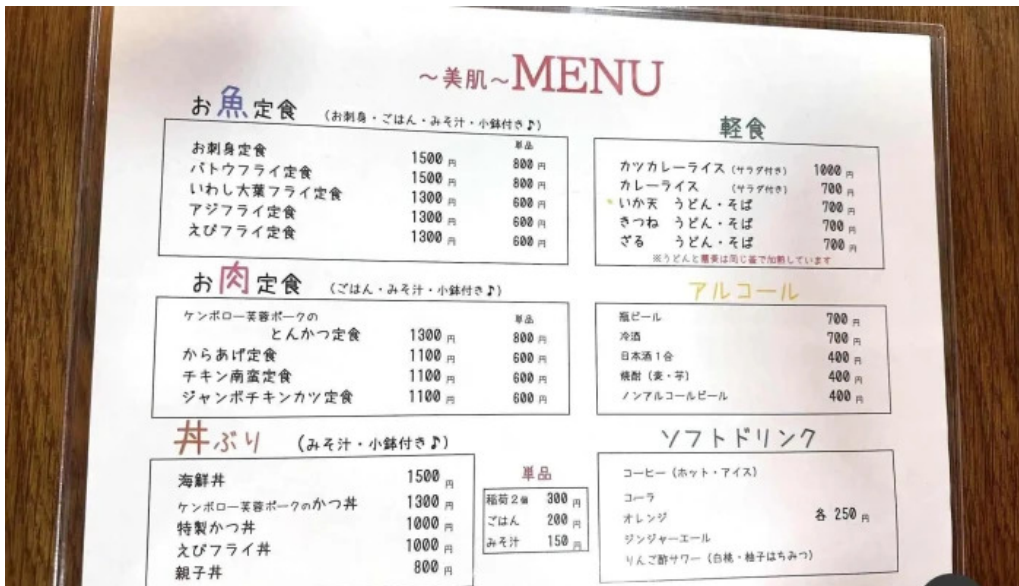 ～美肌～MENU
お魚定食 （お刺身・ごはん・みそ汁・小鉢付き♪）
単品
お刺身定食 1500円 800円
バトウフライ定食 1500円 800円
いわし大葉フライ定食 1300円 600円
アジフライ定食 1300円 600円
えびフライ定食 1300円 600円
お肉定食 （ごはん・みそ汁・小鉢付き♪）
単品
ケンボロー芙蓉ポークの
とんかつ定食 1300円 800円
からあげ定食 1100円 600円
チキン南蛮定食 1100円 600円
ジャンボチキンカツ定食 1100円 600円
丼ぶり （みそ汁・小鉢付き♪）
海鮮丼 1500円
ケンボロー芙蓉ポークのかつ丼 1300円
特製かつ丼 1000円
えびフライ丼 1000円
親子丼 800円
単品
稲荷2個 300円
ごはん 200円
みそ汁 150円
軽食
カツカレーライス（サラダ付き） 1000円
カレーライス （サラダ付き） 700円
いか天 うどん・そば 700円
きつね うどん・そば 700円
ざる うどん・そば 700円
※うどんと蕎麦は同じ釜で加熱しています
アルコール
瓶ビール 700円
冷酒 700円
日本酒1合 400円
焼酎（麦・芋） 400円
ノンアルコールビール 400円
ソフトドリンク
コーヒー（ホット・アイス）
コーラ
オレンジ 各250円
ジンジャーエール
りんご酢サワー（白桃・柚子はちみつ）